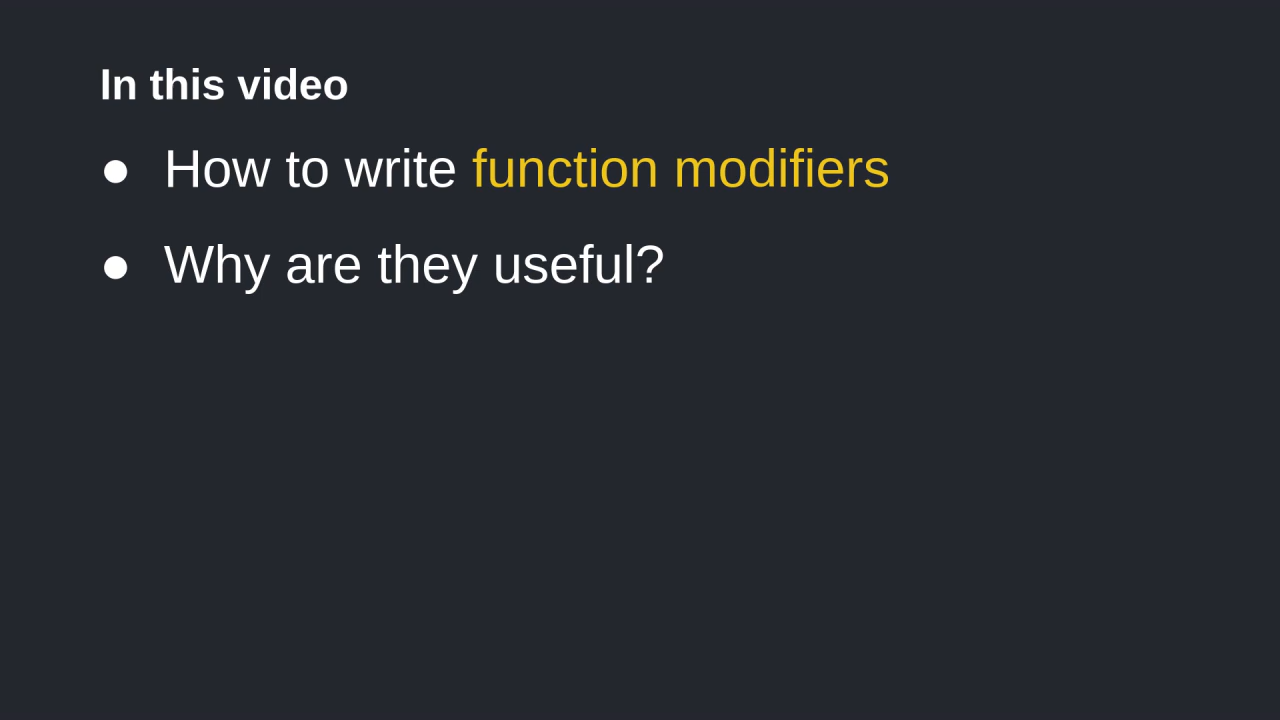 In this video
● How to write function modifiers
● Why are they useful?